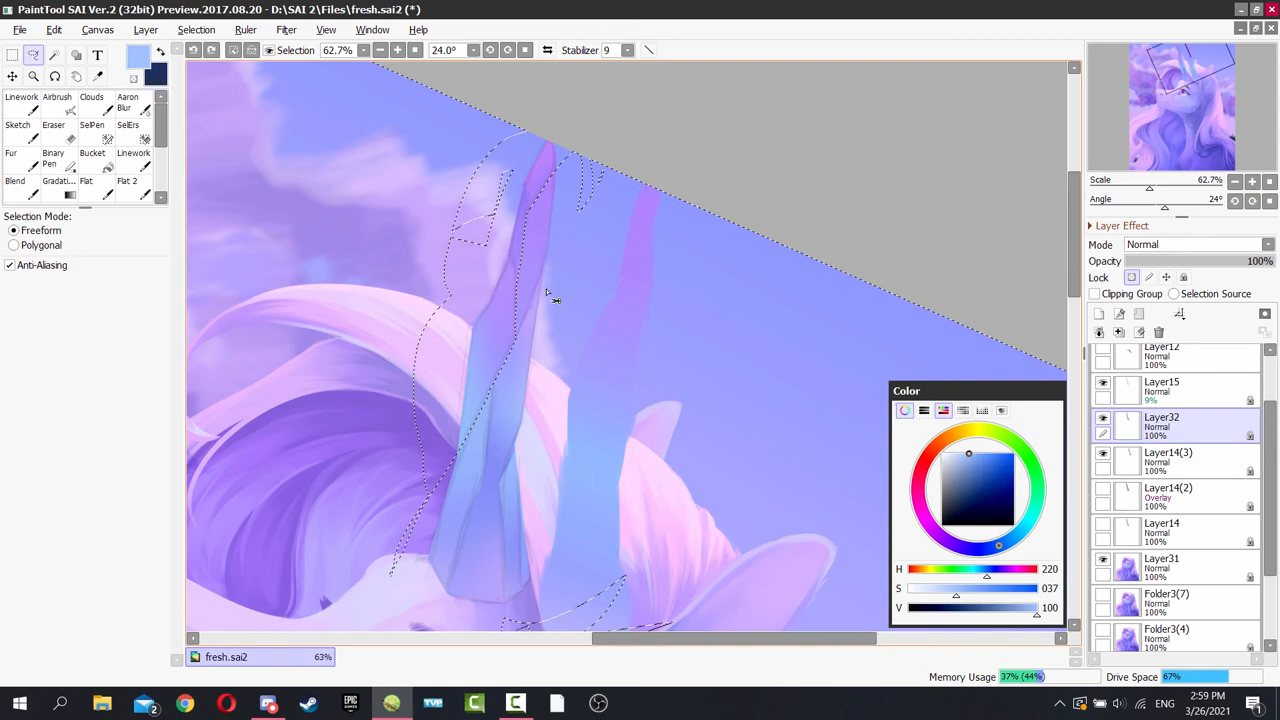 PaintTool SAI Ver.2 (32bit) Preview.2017.08.20 - D:\SAI 2\Files\fresh.sai2 (*)
File Edit Canvas Layer Selection Ruler Filter View Window Help
Selection 62.7% 24.0° Stabilizer 9
T
Linework Airbrush Clouds Aaron Blur
Sketch Eraser SelPen SelErs
Fur Binary Pen Bucket Linework
Blend Gradati... Flat Flat 2
Selection Mode:
Freeform
Polygonal
Anti-Aliasing
Scale 62.7%
Angle 24°
Layer Effect
Mode Normal
Opacity 100%
Lock
Clipping Group Selection Source
Layer12
Normal
100%
Layer15
Normal
9%
Layer32
Normal
100%
Layer14(3)
Normal
100%
Layer14(2)
Overlay
100%
Layer14
Normal
100%
Layer31
Normal
100%
Folder3(7)
Normal
100%
Folder3(4)
Normal
100%
Color
H 220
S 037
V 100
fresh.sai2 63%
Memory Usage 37% (44%) Drive Space 67%
2
EPIC GAMES
TVP
ENG
2:59 PM
3/26/2021
1